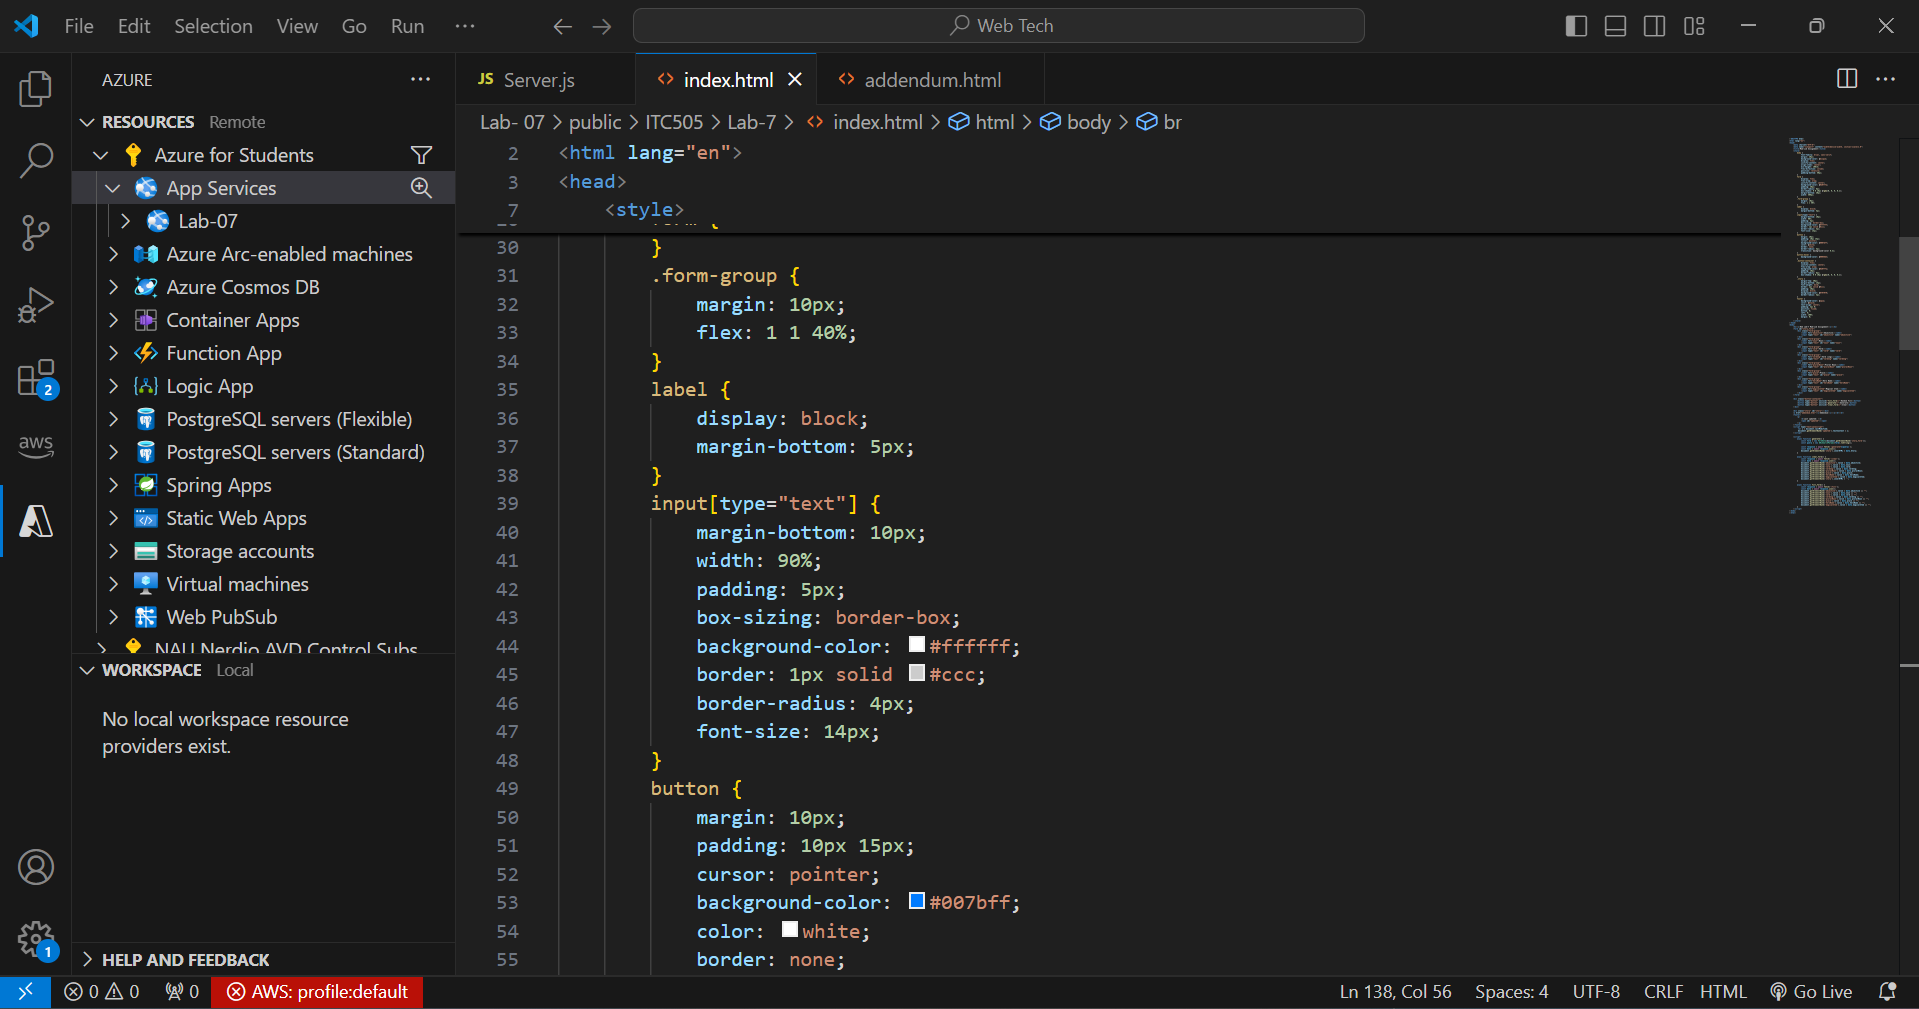 File Edit Selection View Go Run ··· Web Tech
AZURE ···
RESOURCES Remote
Azure for Students
App Services
Lab-07
Azure Arc-enabled machines
Azure Cosmos DB
Container Apps
Function App
Logic App
PostgreSQL servers (Flexible)
PostgreSQL servers (Standard)
Spring Apps
Static Web Apps
Storage accounts
Virtual machines
Web PubSub
NAU Nerdio AVD Control Subs
WORKSPACE Local
No local workspace resource
providers exist.
HELP AND FEEDBACK
2
aws
1
JS Server.js <> index.html <> addendum.html
Lab- 07 > public > ITC505 > Lab-7 > <> index.html > html > body > br
2 <html lang="en">
3 <head>
7 <style>
30 }
31 .form-group {
32 margin: 10px;
33 flex: 1 1 40%;
34 }
35 label {
36 display: block;
37 margin-bottom: 5px;
38 }
39 input[type="text"] {
40 margin-bottom: 10px;
41 width: 90%;
42 padding: 5px;
43 box-sizing: border-box;
44 background-color: #ffffff;
45 border: 1px solid #ccc;
46 border-radius: 4px;
47 font-size: 14px;
48 }
49 button {
50 margin: 10px;
51 padding: 10px 15px;
52 cursor: pointer;
53 background-color: #007bff;
54 color: white;
55 border: none;
0 0 0 AWS: profile:default Ln 138, Col 56 Spaces: 4 UTF-8 CRLF HTML Go Live